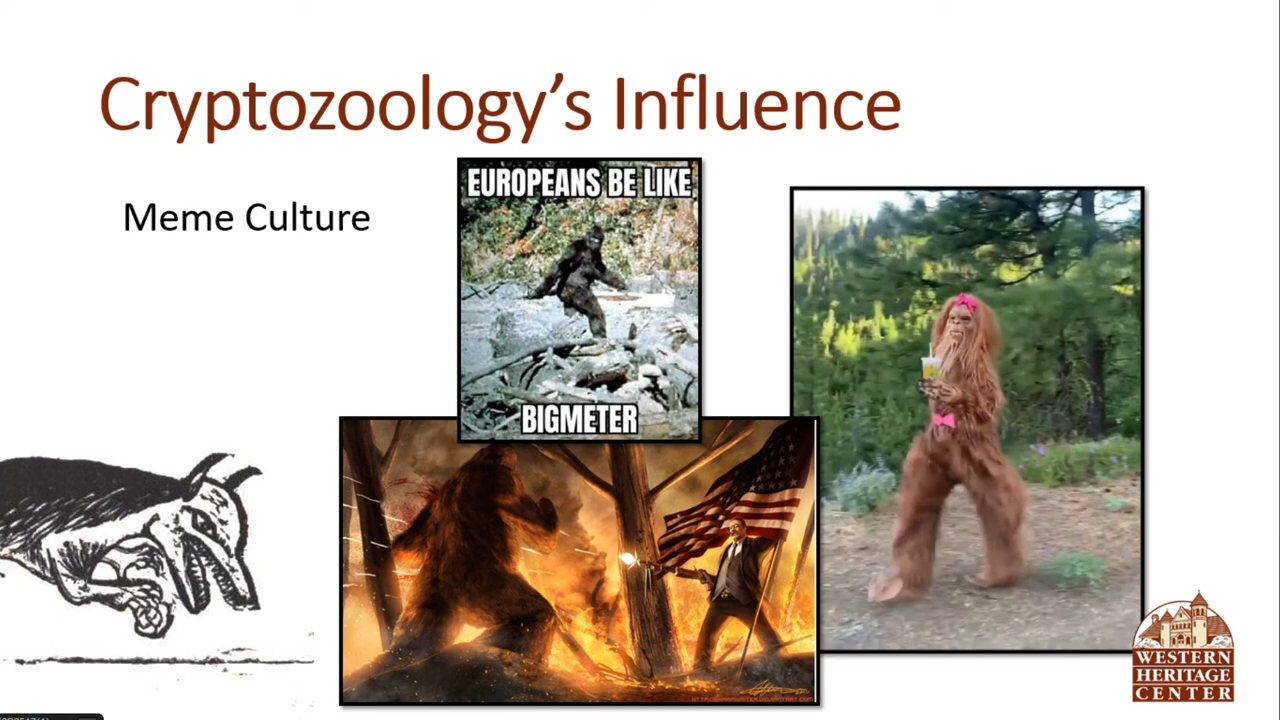 Cryptozoology’s Influence
Meme Culture
EUROPEANS BE LIKE
BIGMETER
WESTERN
HERITAGE
CENTER